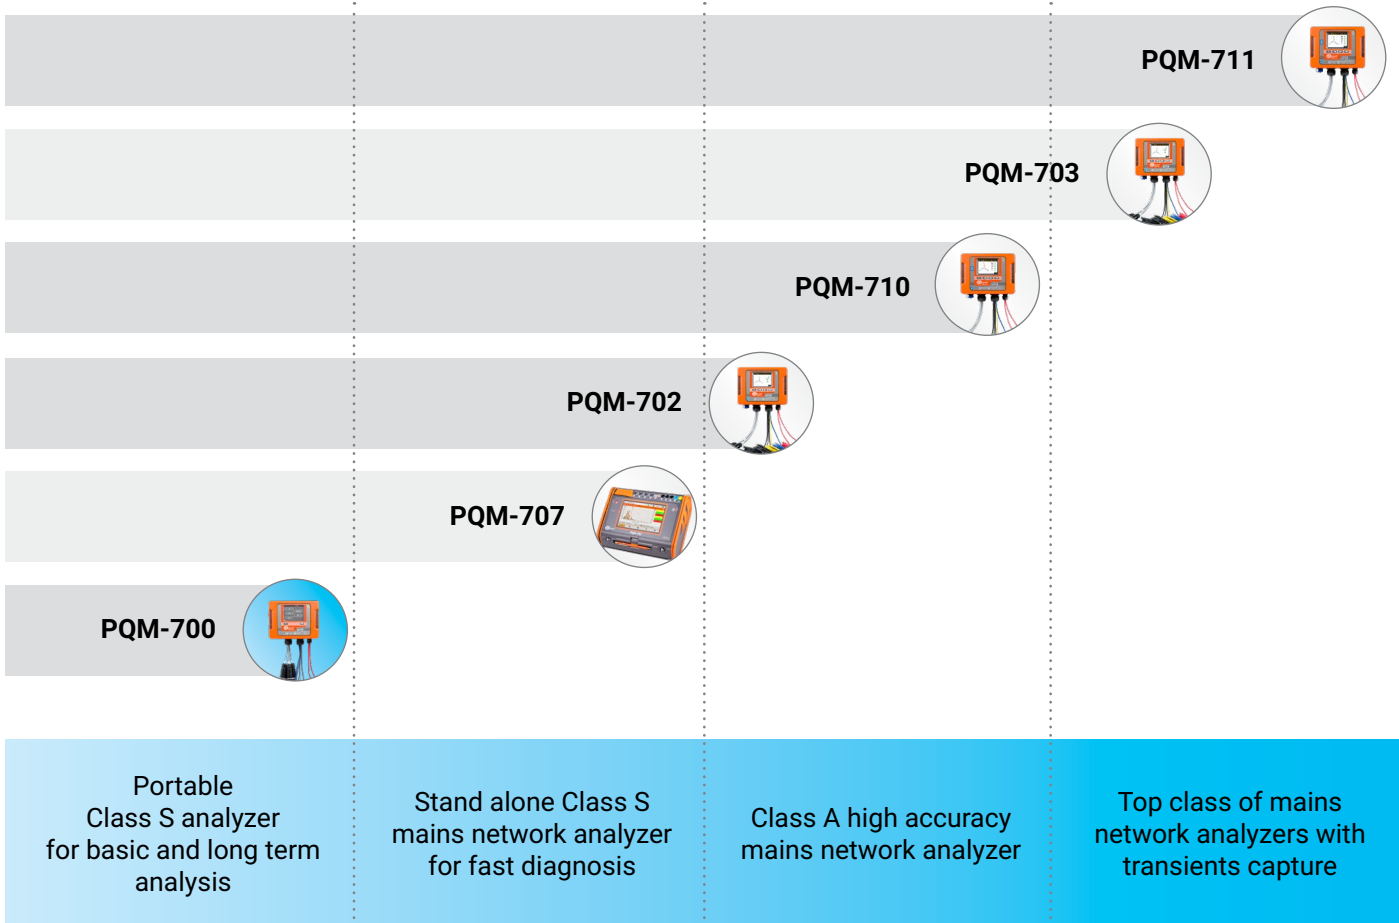 PQM-711
PQM-703
PQM-710
PQM-702
PQM-707
PQM-700
Portable
Class S analyzer
for basic and long term
analysis
Stand alone Class S
mains network analyzer
for fast diagnosis
Class A high accuracy
mains network analyzer
Top class of mains
network analyzers with
transients capture